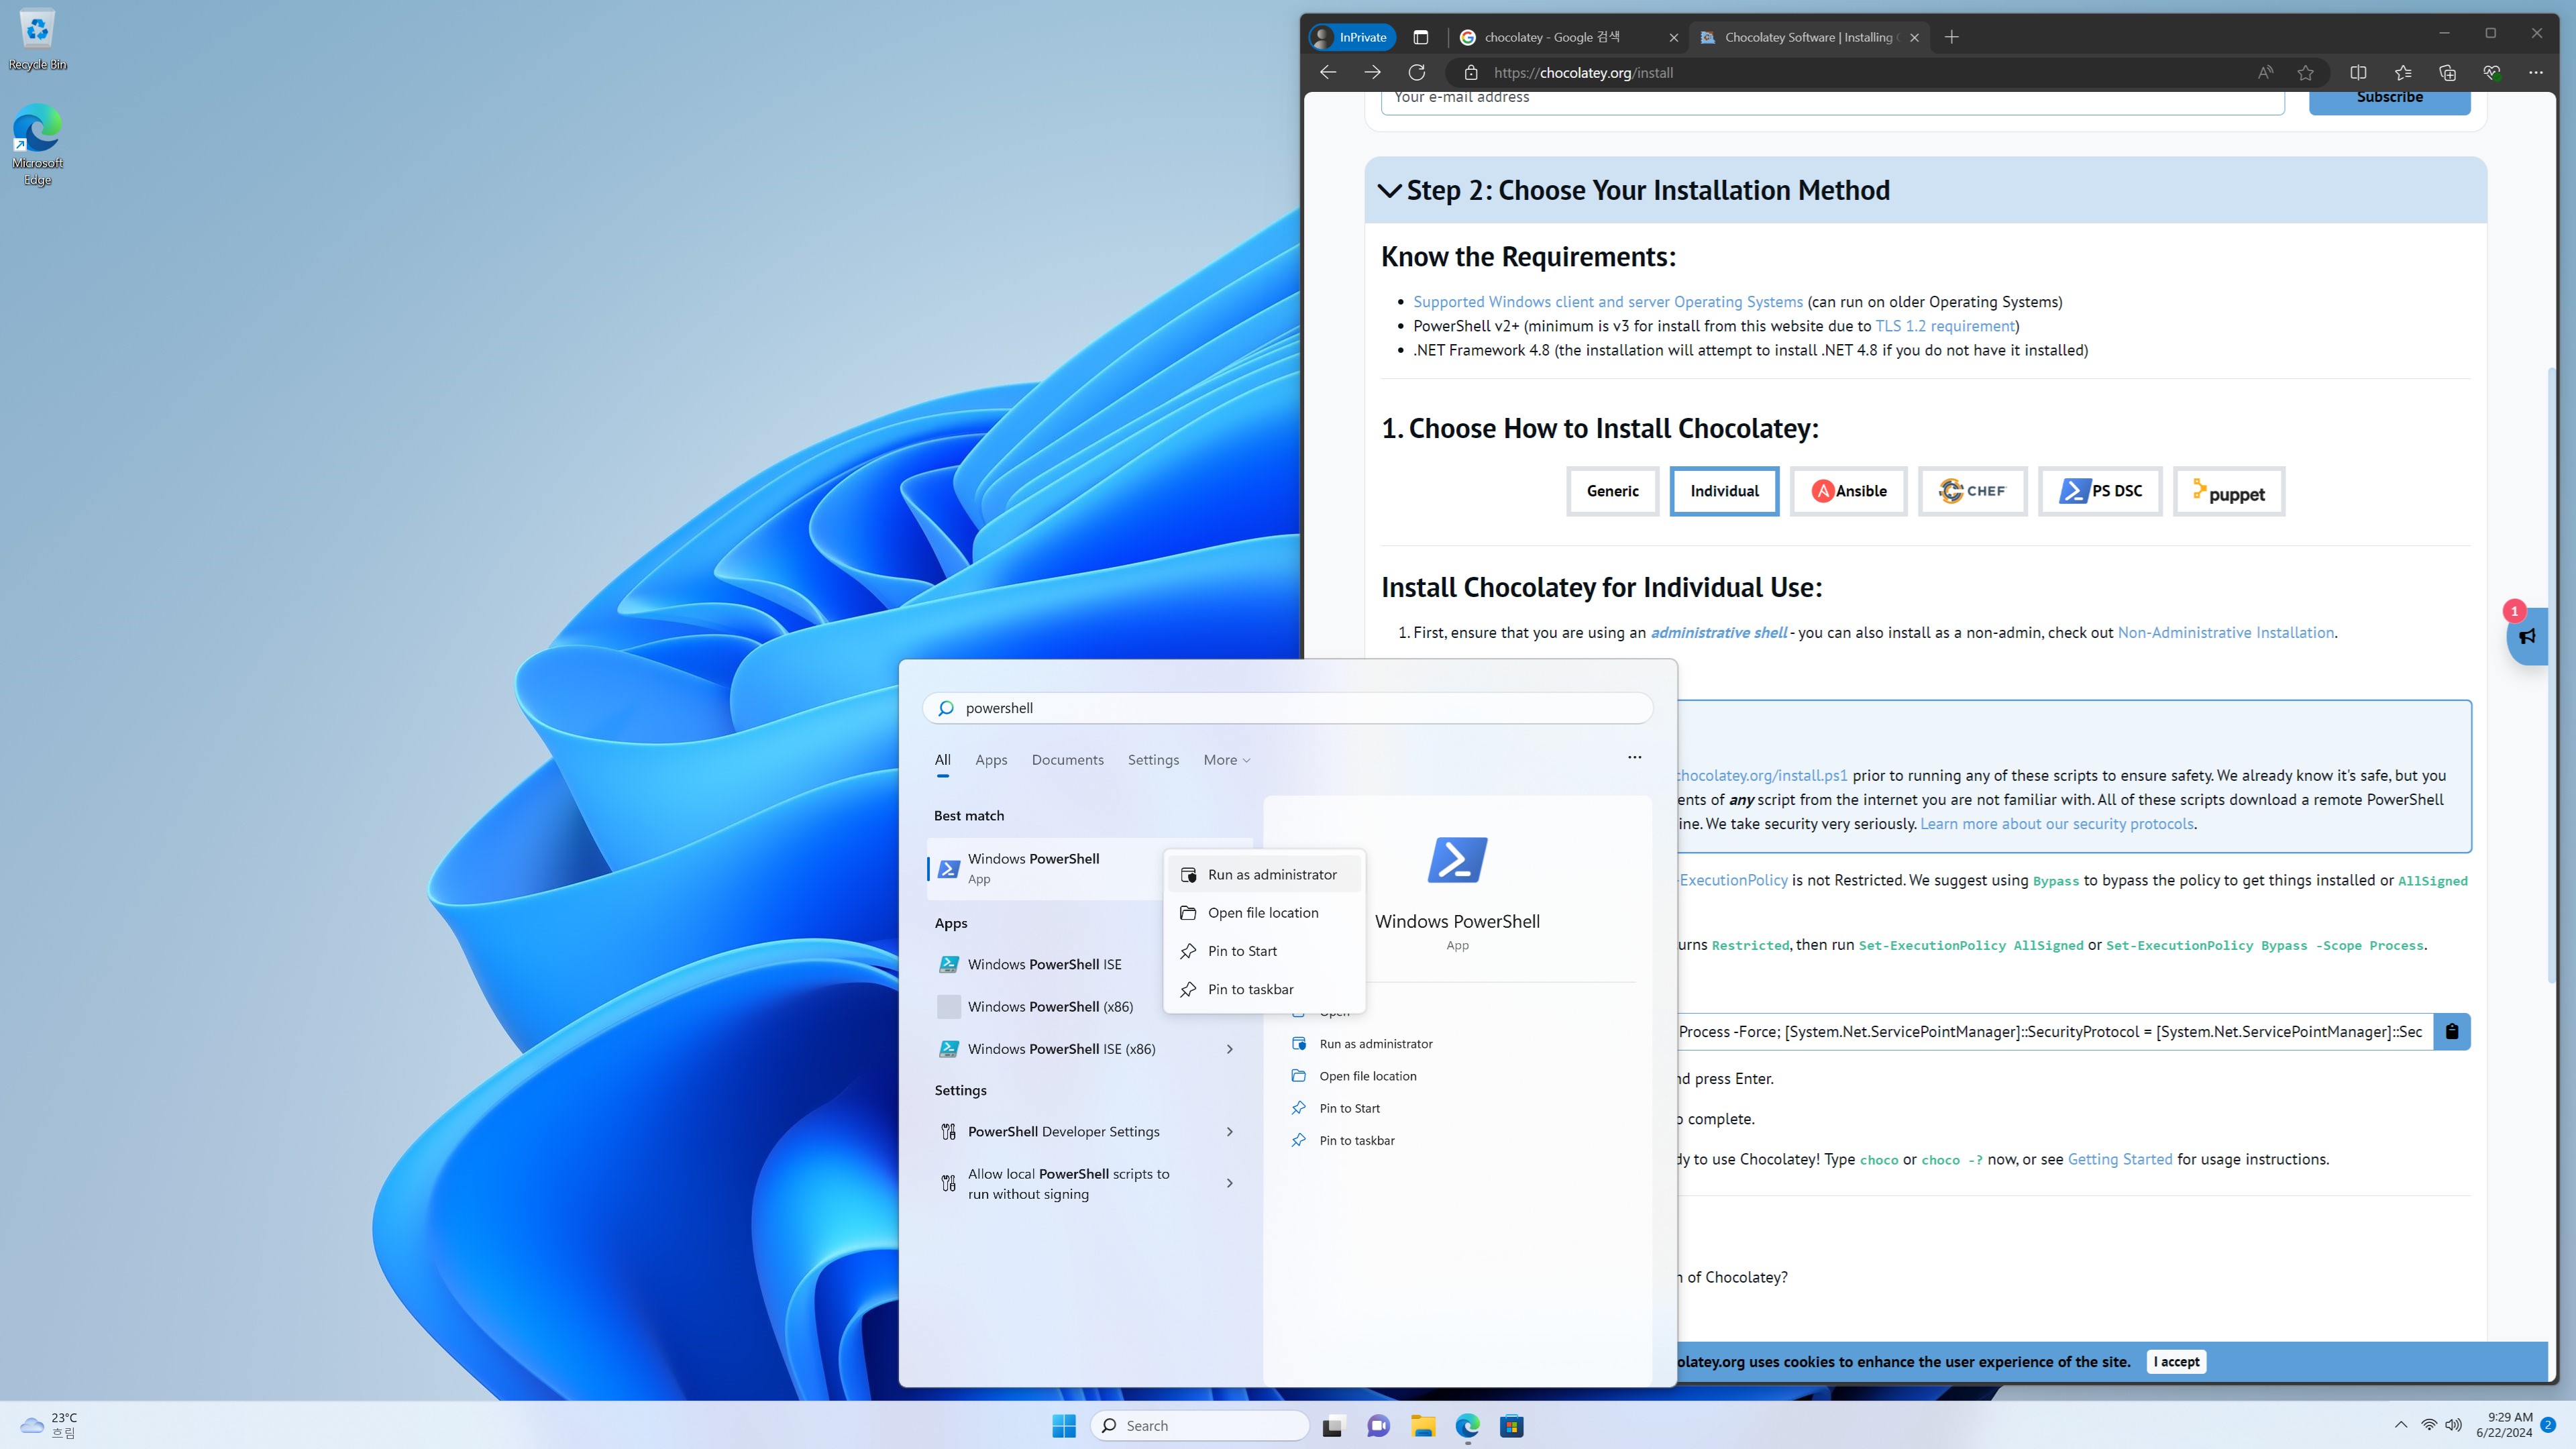 Recycle Bin
Microsoft
Edge
InPrivate
chocolatey - Google 검색
Chocolatey Software | Installing
https://chocolatey.org/install
Your e-mail address
Subscribe
Step 2: Choose Your Installation Method
Know the Requirements:
• Supported Windows client and server Operating Systems (can run on older Operating Systems)
• PowerShell v2+ (minimum is v3 for install from this website due to TLS 1.2 requirement)
• .NET Framework 4.8 (the installation will attempt to install .NET 4.8 if you do not have it installed)
1. Choose How to Install Chocolatey:
Generic
Individual
Ansible
CHEF
PS DSC
puppet
Install Chocolatey for Individual Use:
1. First, ensure that you are using an administrative shell - you can also install as a non-admin, check out Non-Administrative Installation.
1
chocolatey.org/install.ps1 prior to running any of these scripts to ensure safety. We already know it's safe, but you
ents of any script from the internet you are not familiar with. All of these scripts download a remote PowerShell
ine. We take security very seriously. Learn more about our security protocols.
-ExecutionPolicy is not Restricted. We suggest using Bypass to bypass the policy to get things installed or AllSigned
urns Restricted, then run Set-ExecutionPolicy AllSigned or Set-ExecutionPolicy Bypass -Scope Process.
Process -Force; [System.Net.ServicePointManager]::SecurityProtocol = [System.Net.ServicePointManager]::Sec
nd press Enter.
o complete.
dy to use Chocolatey! Type choco or choco -? now, or see Getting Started for usage instructions.
n of Chocolatey?
olatey.org uses cookies to enhance the user experience of the site.
I accept
powershell
All
Apps
Documents
Settings
More
Best match
Windows PowerShell
App
Apps
Windows PowerShell ISE
Windows PowerShell (x86)
Windows PowerShell ISE (x86)
Settings
PowerShell Developer Settings
Allow local PowerShell scripts to
run without signing
Run as administrator
Open file location
Pin to Start
Pin to taskbar
Windows PowerShell
App
Open
Run as administrator
Open file location
Pin to Start
Pin to taskbar
23°C
흐림
Search
9:29 AM
6/22/2024
2